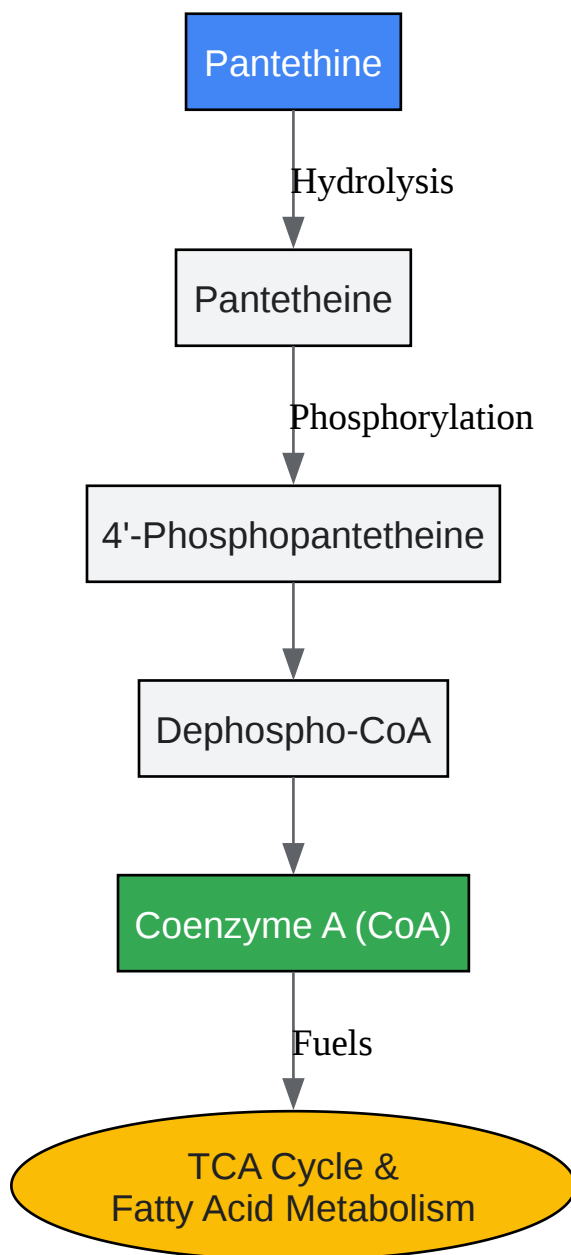 Pantethine
Hydrolysis
Pantetheine
Phosphorylation
4'-Phosphopantetheine
Dephospho-CoA
Coenzyme A (CoA)
Fuels
TCA Cycle &
Fatty Acid Metabolism